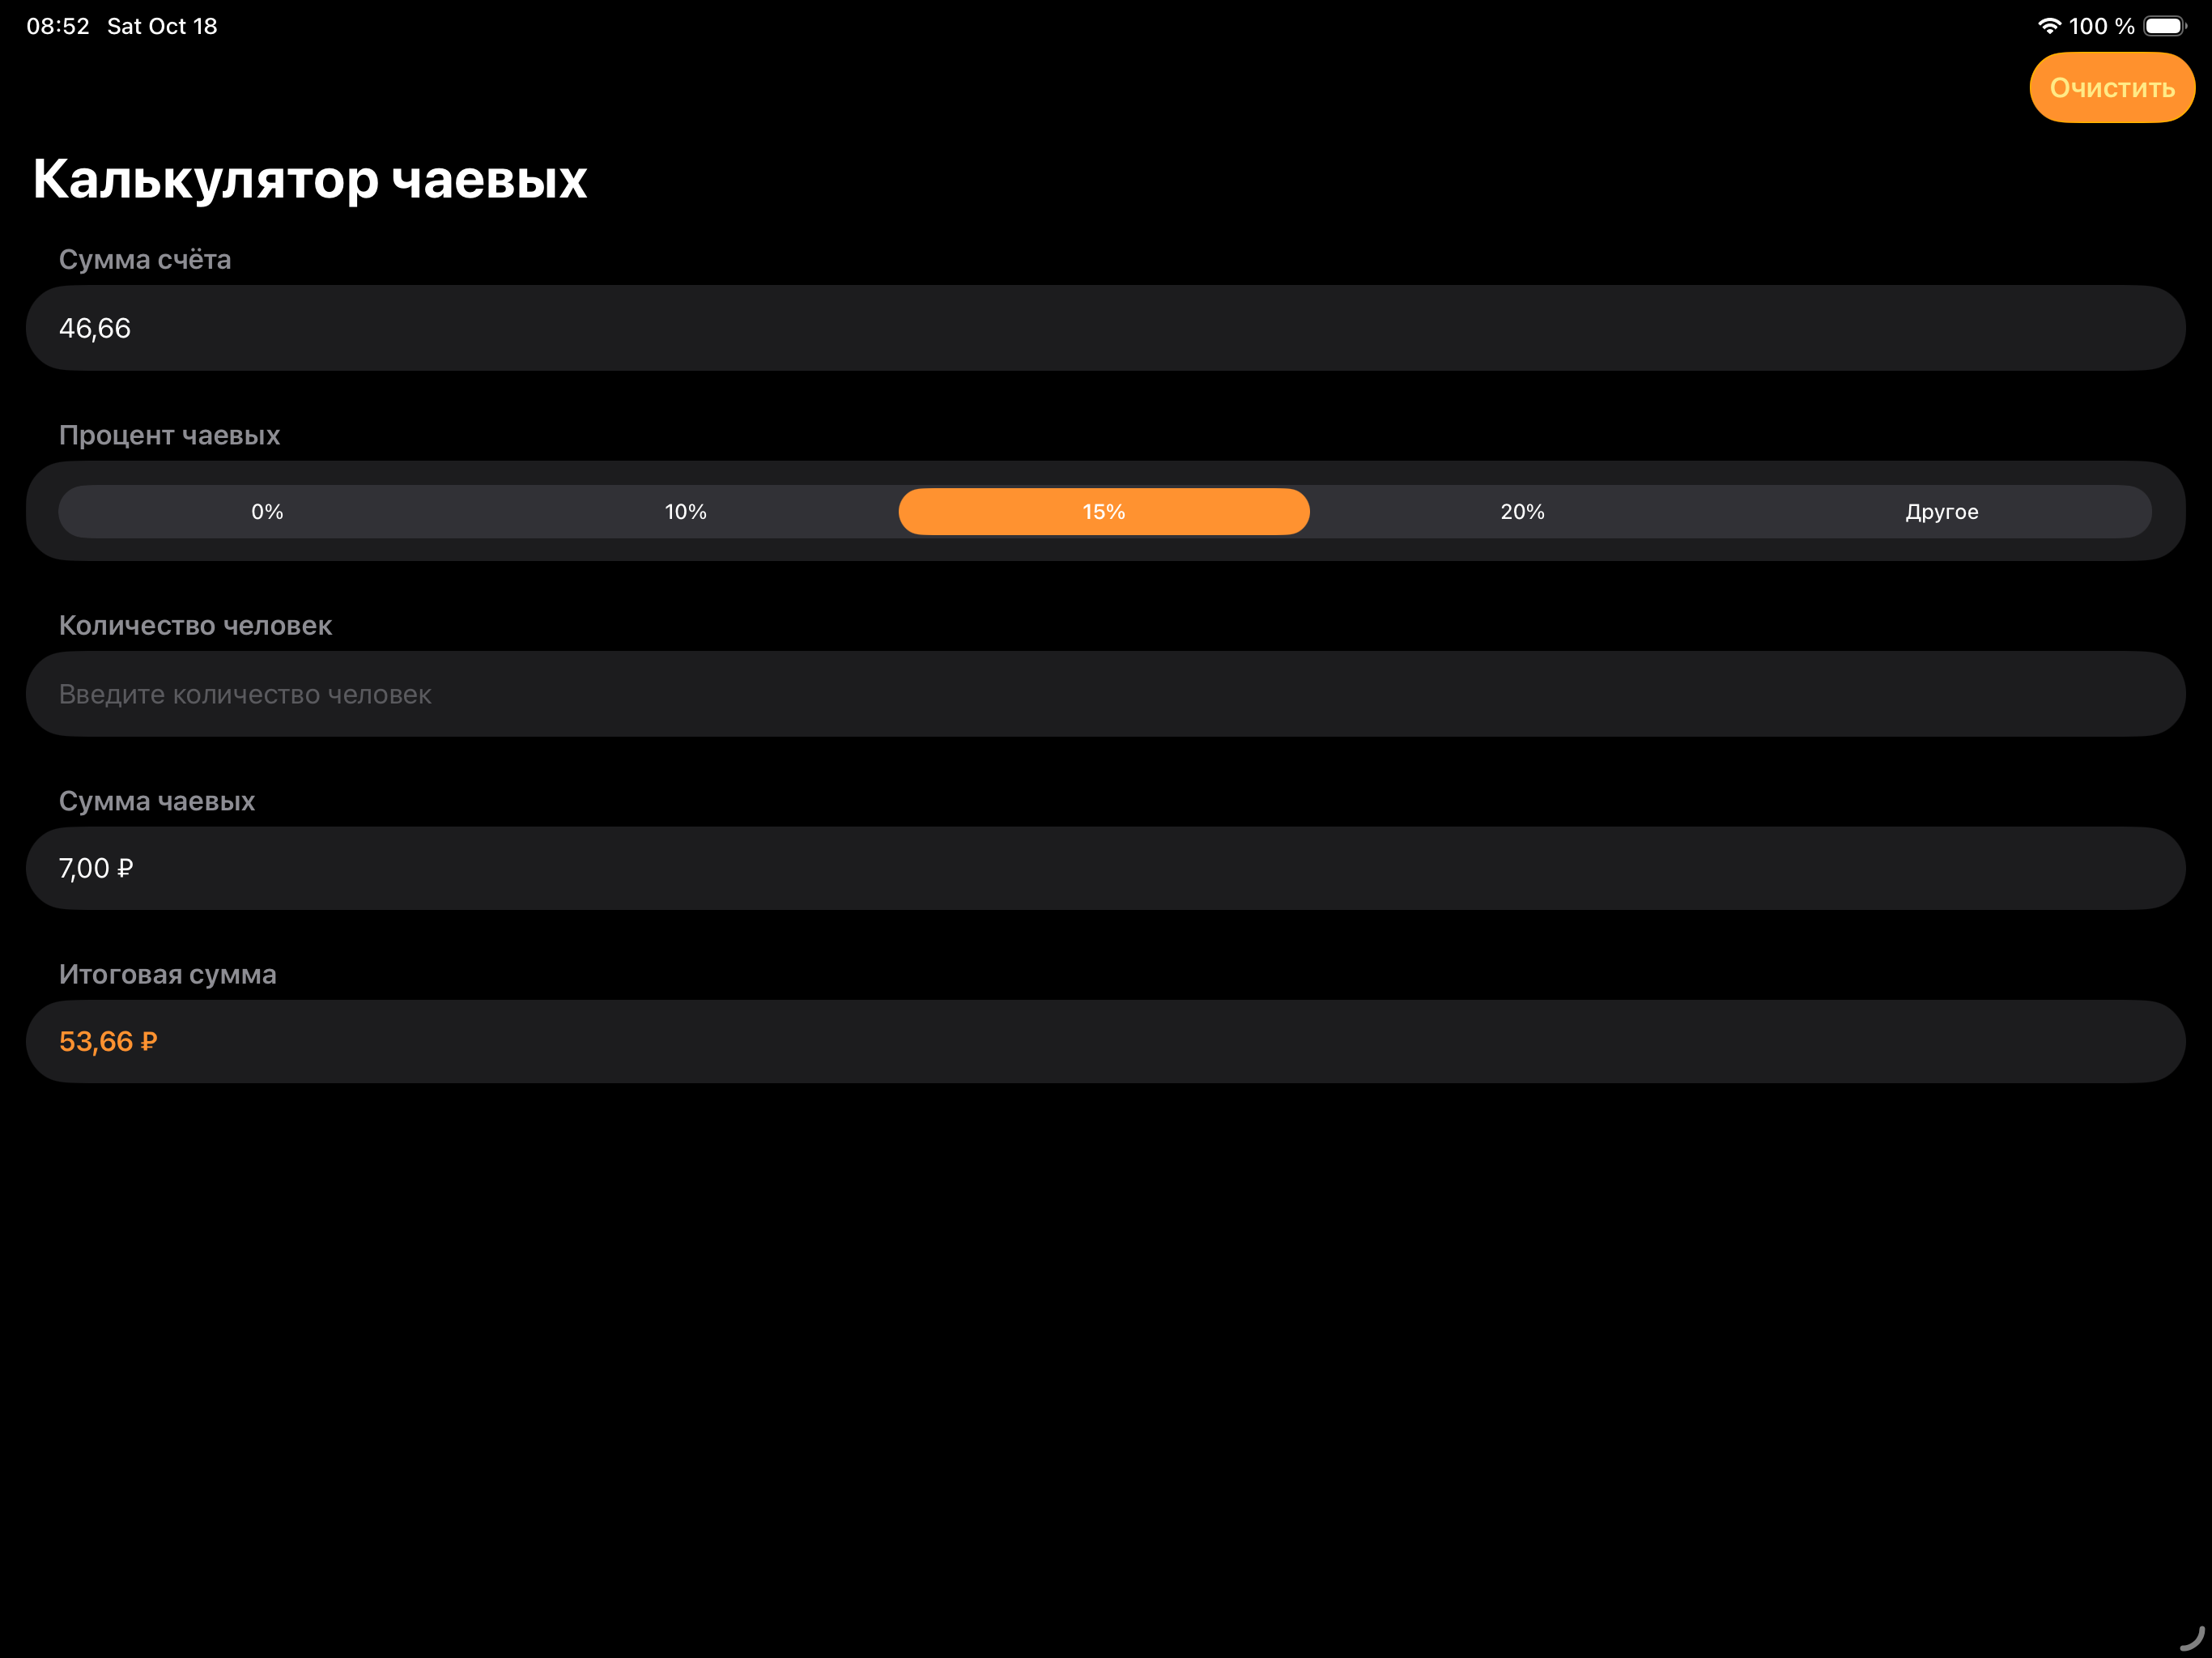 08:52 Sat Oct 18
100 %
Очистить
Калькулятор чаевых
Сумма счёта
46,66
Процент чаевых
0% 10% 15% 20% Другое
Количество человек
Введите количество человек
Сумма чаевых
7,00 ₽
Итоговая сумма
53,66 ₽